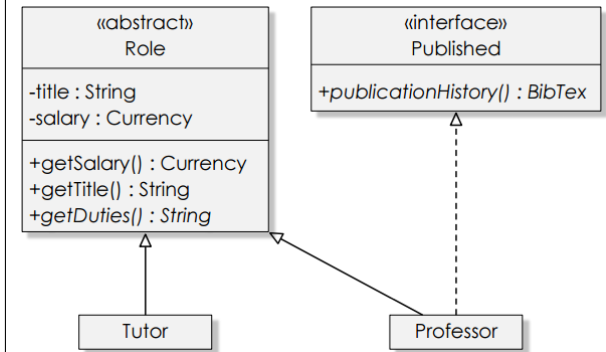 «abstract»
Role
-title : String
-salary : Currency
+getSalary() : Currency
+getTitle() : String
+getDuties() : String
«interface»
Published
+publicationHistory() : BibTex
Tutor
Professor